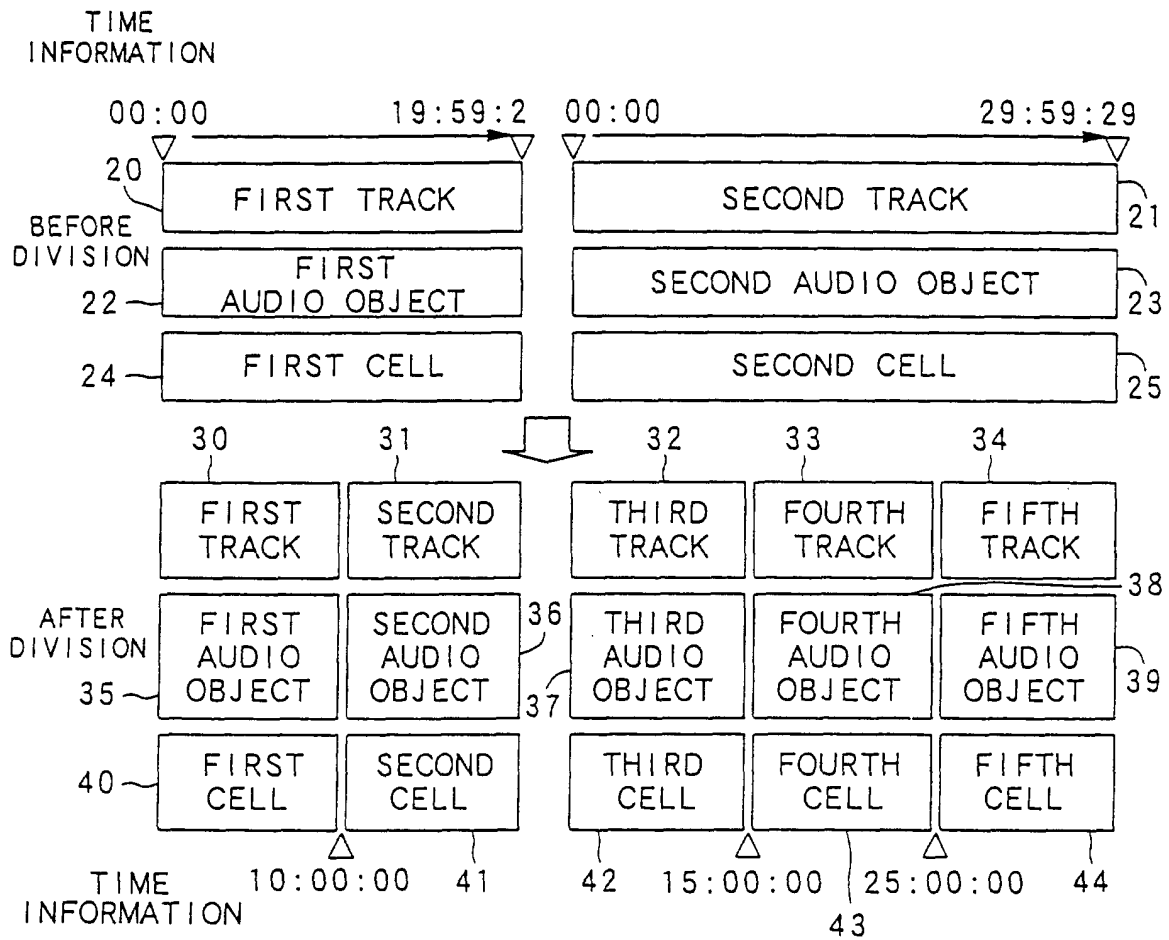 TIME
INFORMATION
00:00 19:59:2 00:00 29:59:29
20 FIRST TRACK SECOND TRACK 21
BEFORE
DIVISION
22 FIRST
AUDIO OBJECT SECOND AUDIO OBJECT 23
24 FIRST CELL SECOND CELL 25
30 31 32 33 34
FIRST
TRACK
SECOND
TRACK
THIRD
TRACK
FOURTH
TRACK
FIFTH
TRACK
AFTER
DIVISION
35
FIRST
AUDIO
OBJECT
SECOND
AUDIO
OBJECT
36
37
THIRD
AUDIO
OBJECT
FOURTH
AUDIO
OBJECT
38
FIFTH
AUDIO
OBJECT
39
40
FIRST
CELL
SECOND
CELL
THIRD
CELL
FOURTH
CELL
FIFTH
CELL
TIME
INFORMATION
10:00:00 41 42 15:00:00 43 25:00:00 44